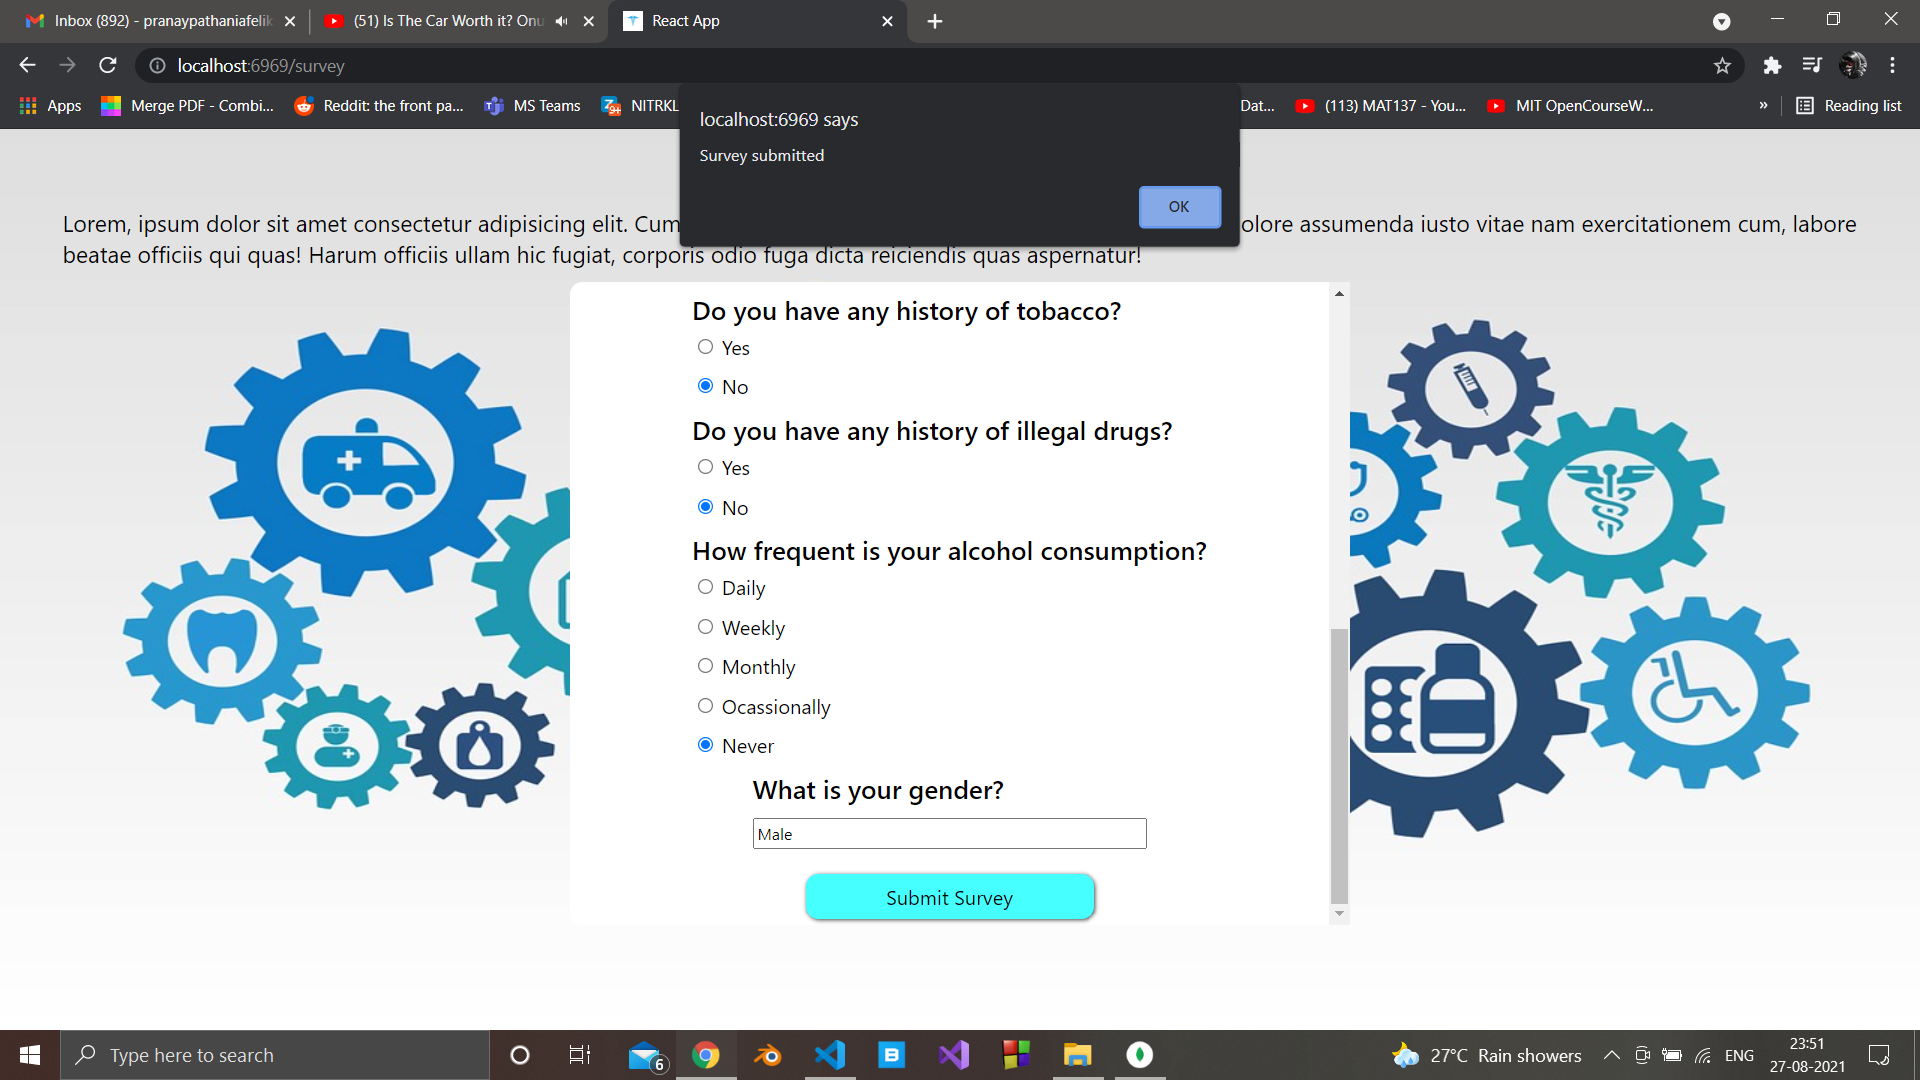 Inbox (892) - pranaypathaniafelik
(51) Is The Car Worth it? Onu
React App
localhost:6969/survey
Apps
Merge PDF - Combi...
Reddit: the front pa...
MS Teams
NITRKL
Dat...
(113) MAT137 - You...
MIT OpenCourseW...
»
Reading list
localhost:6969 says
Survey submitted
OK
Lorem, ipsum dolor sit amet consectetur adipisicing elit. Cum olore assumenda iusto vitae nam exercitationem cum, labore
beatae officiis qui quas! Harum officiis ullam hic fugiat, corporis odio fuga dicta reiciendis quas aspernatur!
Do you have any history of tobacco?
Yes
No
Do you have any history of illegal drugs?
Yes
No
How frequent is your alcohol consumption?
Daily
Weekly
Monthly
Ocassionally
Never
What is your gender?
Male
Submit Survey
Type here to search
6
27°C Rain showers
ENG
23:51
27-08-2021